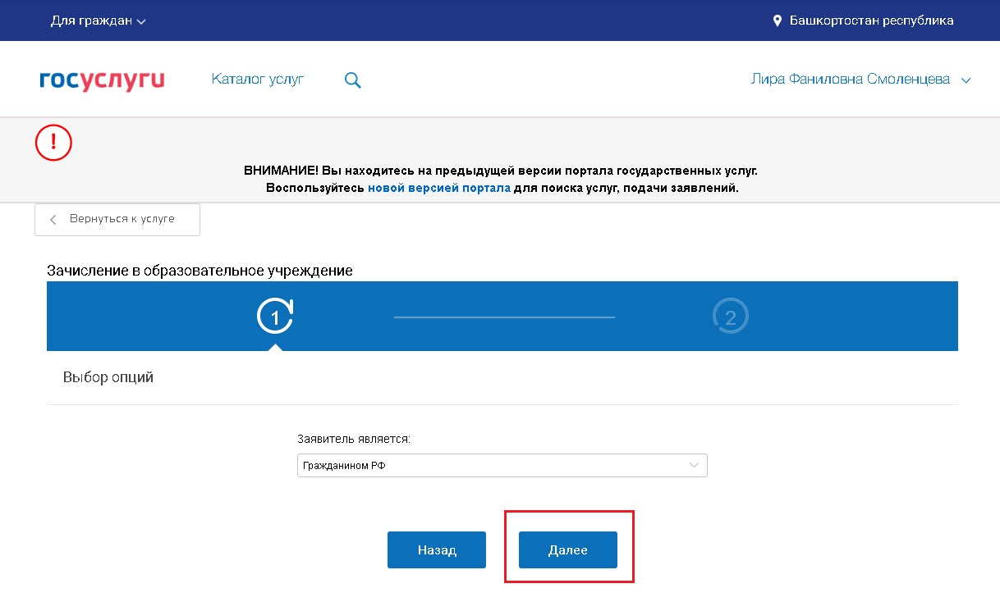 Для граждан
Башкортостан республика
госуслуги
Каталог услуг
Лира Фаниловна Смоленцева
!
ВНИМАНИЕ! Вы находитесь на предыдущей версии портала государственных услуг.
Воспользуйтесь новой версией портала для поиска услуг, подачи заявлений.
Вернуться к услуге
Зачисление в образовательное учреждение
1
2
Выбор опций
Заявитель является:
Гражданином РФ
Назад
Далее